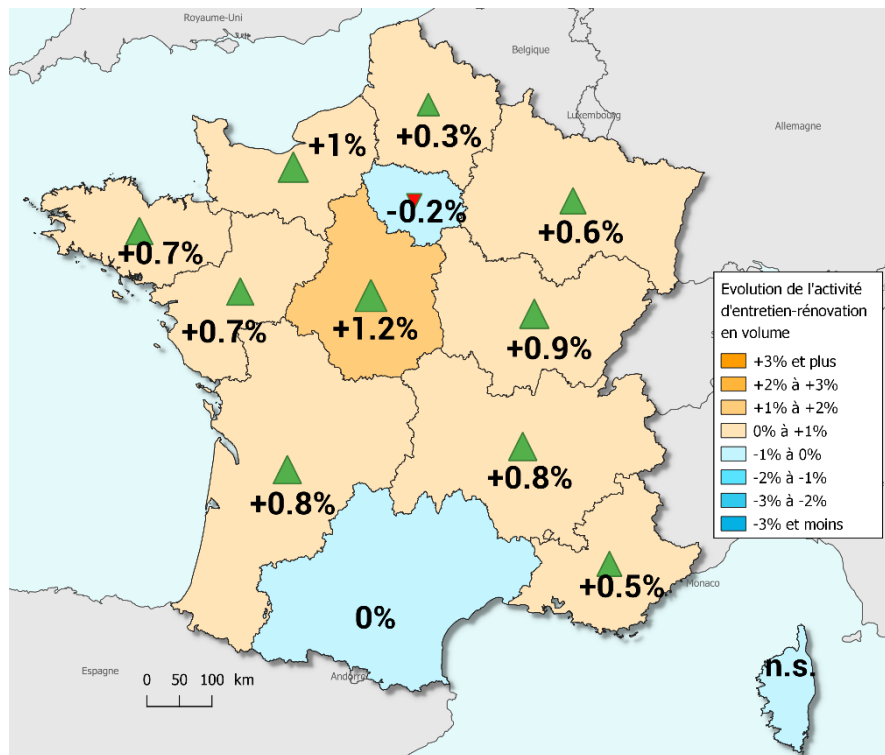 Royaume-Uni
Belgique
Luxembourg
Allemagne
+0.3%
+1%
-0.2%
+0.6%
+0.7%
+0.7%
+1.2%
+0.9%
+0.8%
+0.8%
+0.5%
0%
n.s.
Monaco
Espagne
Andorre
0 50 100 km
Evolution de l'activité
d'entretien-rénovation
en volume
+3% et plus
+2% à +3%
+1% à +2%
0% à +1%
-1% à 0%
-2% à -1%
-3% à -2%
-3% et moins